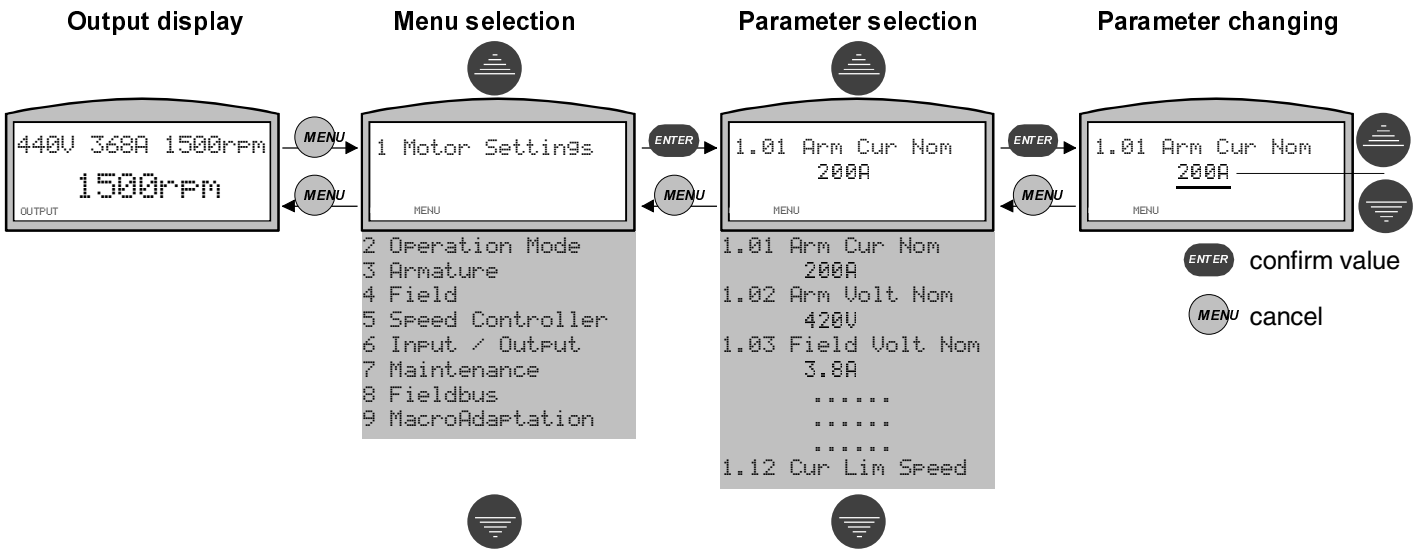 Output display
Menu selection
Parameter selection
Parameter changing
440V 368A 1500rpm
1500rpm
OUTPUT
MENU
MENU
1 Motor Settings
MENU
2 Operation Mode
3 Armature
4 Field
5 Speed Controller
6 Input / Output
7 Maintenance
8 Fieldbus
9 MacroAdaptation
ENTER
MENU
1.01 Arm Cur Nom
200A
MENU
1.01 Arm Cur Nom
200A
1.02 Arm Volt Nom
420V
1.03 Field Volt Nom
3.8A
......
......
......
1.12 Cur Lim Speed
ENTER
MENU
1.01 Arm Cur Nom
200A
MENU
ENTER confirm value
MENU cancel